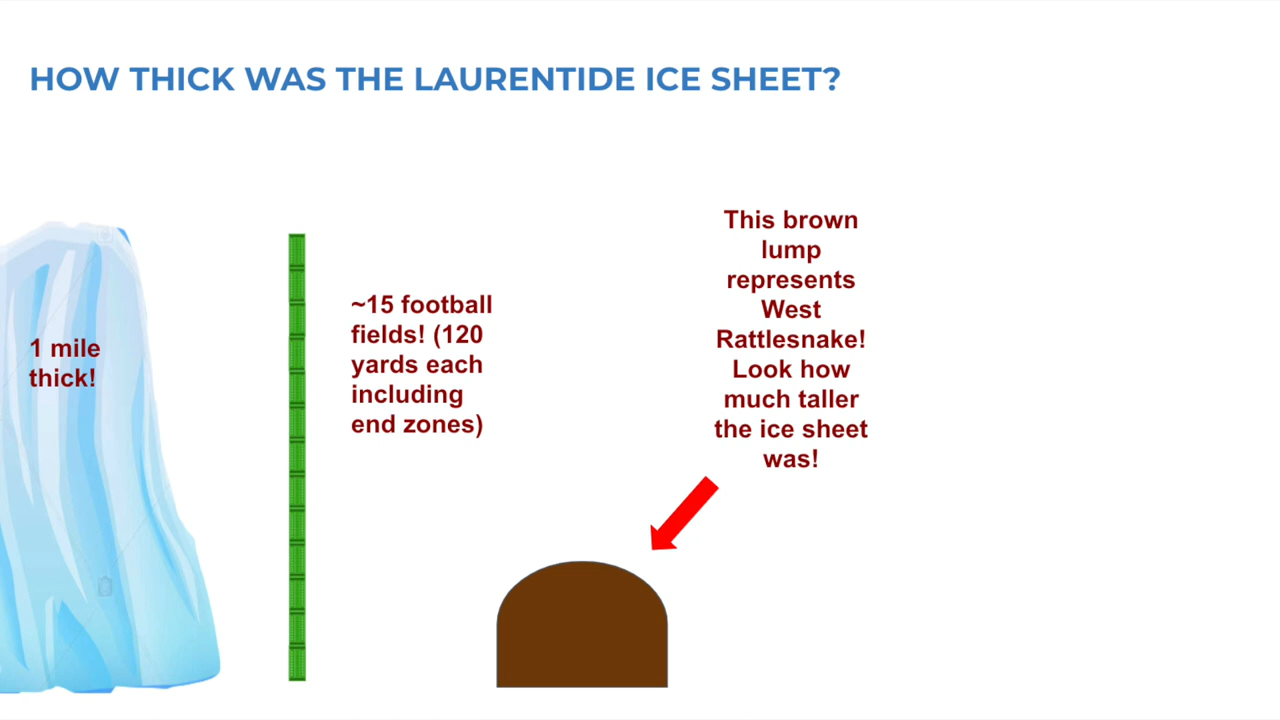 HOW THICK WAS THE LAURENTIDE ICE SHEET?
1 mile
thick!
~15 football
fields! (120
yards each
including
end zones)
This brown
lump
represents
West
Rattlesnake!
Look how
much taller
the ice sheet
was!